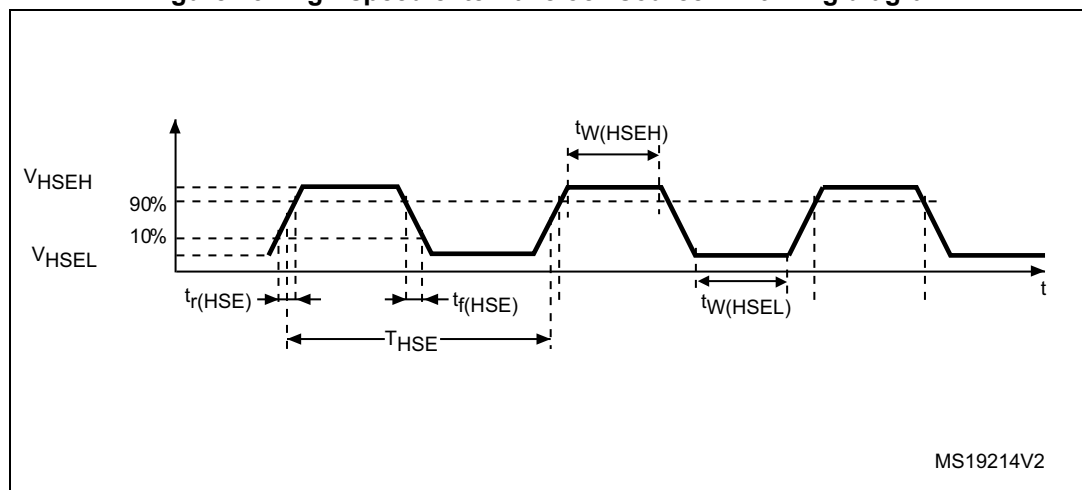 tW(HSEH)
VHSEH
90%
10%
VHSEL
tr(HSE)
tf(HSE)
tW(HSEL)
t
THSE
MS19214V2